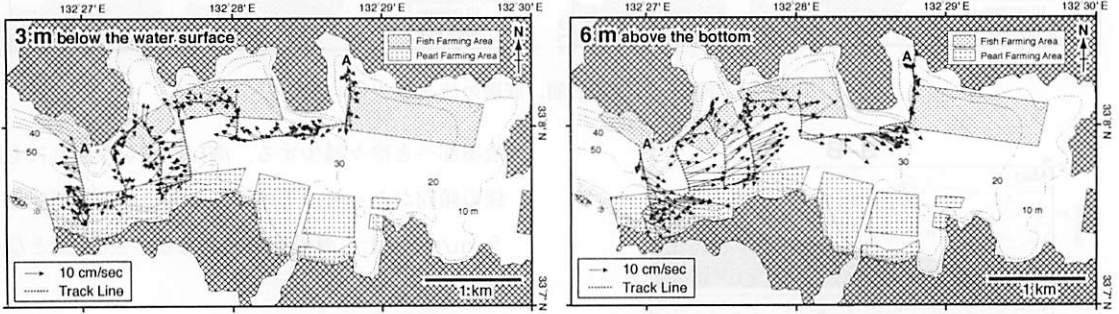 132°27' E
132°28' E
132°29' E
132°30' E
3 m below the water surface
Fish Farming Area
Pearl Farming Area
N
A
A'
33°8' N
40
50
30
20
10 m
10 cm/sec
Track Line
1 km
33°7' N
132°27' E
132°28' E
132°29' E
132°30' E
6 m above the bottom
Fish Farming Area
Pearl Farming Area
N
A
A'
33°8' N
40
50
30
20
10 m
10 cm/sec
Track Line
1 km
33°7' N